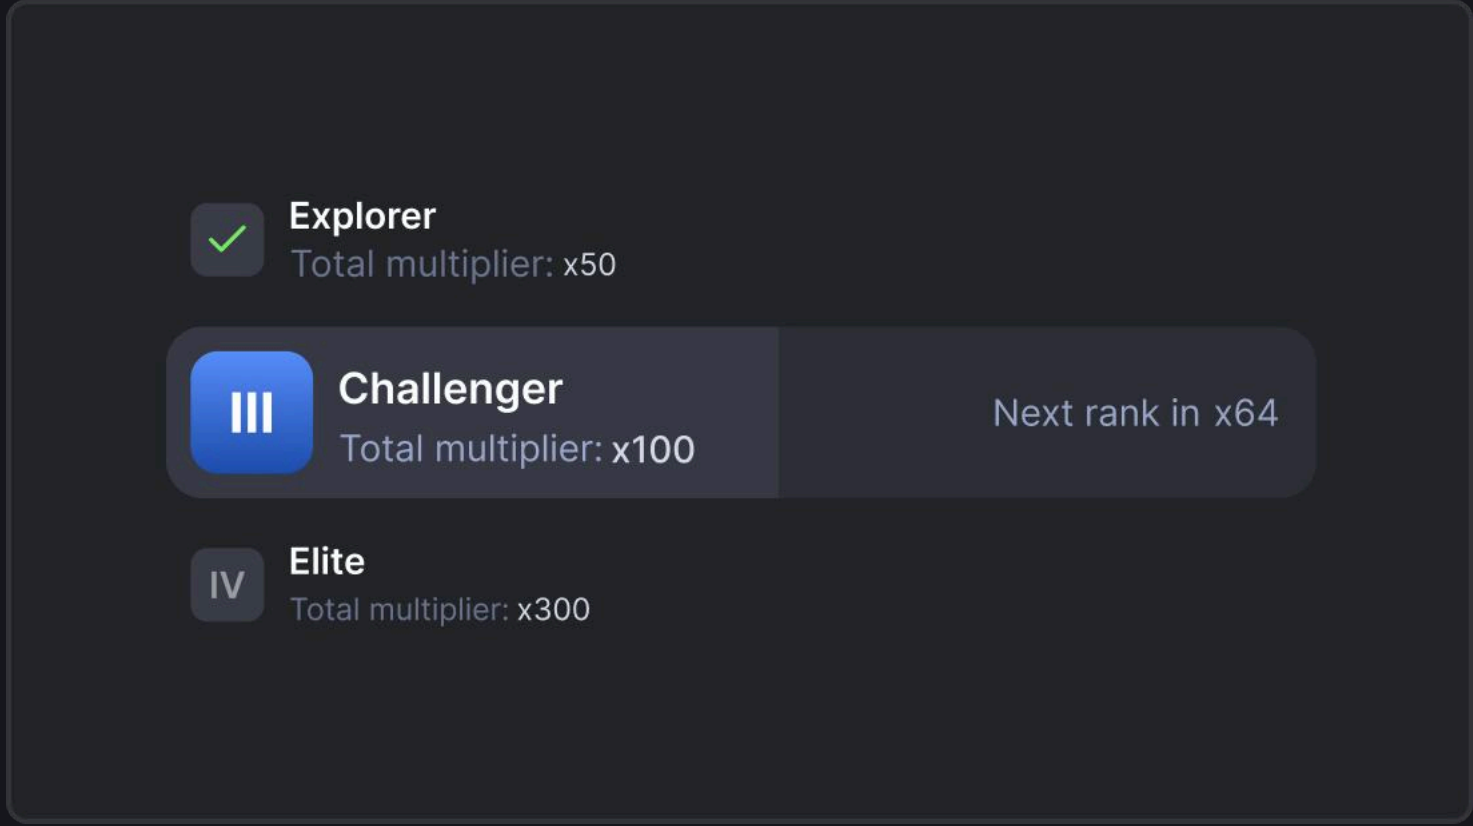 Explorer
Total multiplier: x50
III
Challenger
Total multiplier: x100
Next rank in x64
IV
Elite
Total multiplier: x300